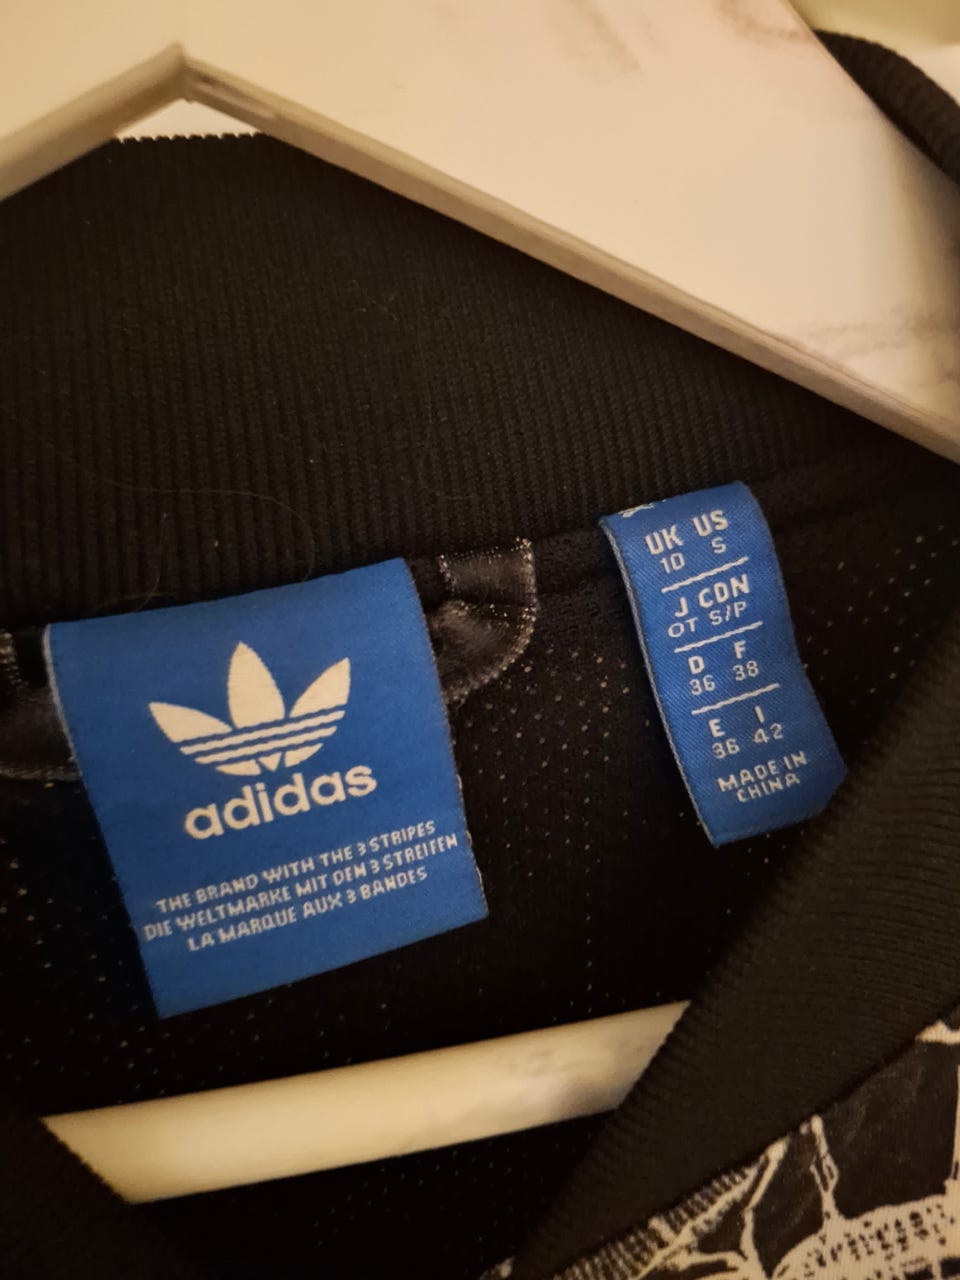 adidas
THE BRAND WITH THE 3 STRIPES
DIE WELTMARKE MIT DEN 3 STREIFEN
LA MARQUE AUX 3 BANDES
UK US
10 S
J CDN
OT S/P
D F
36 38
E I
36 42
MADE IN
CHINA